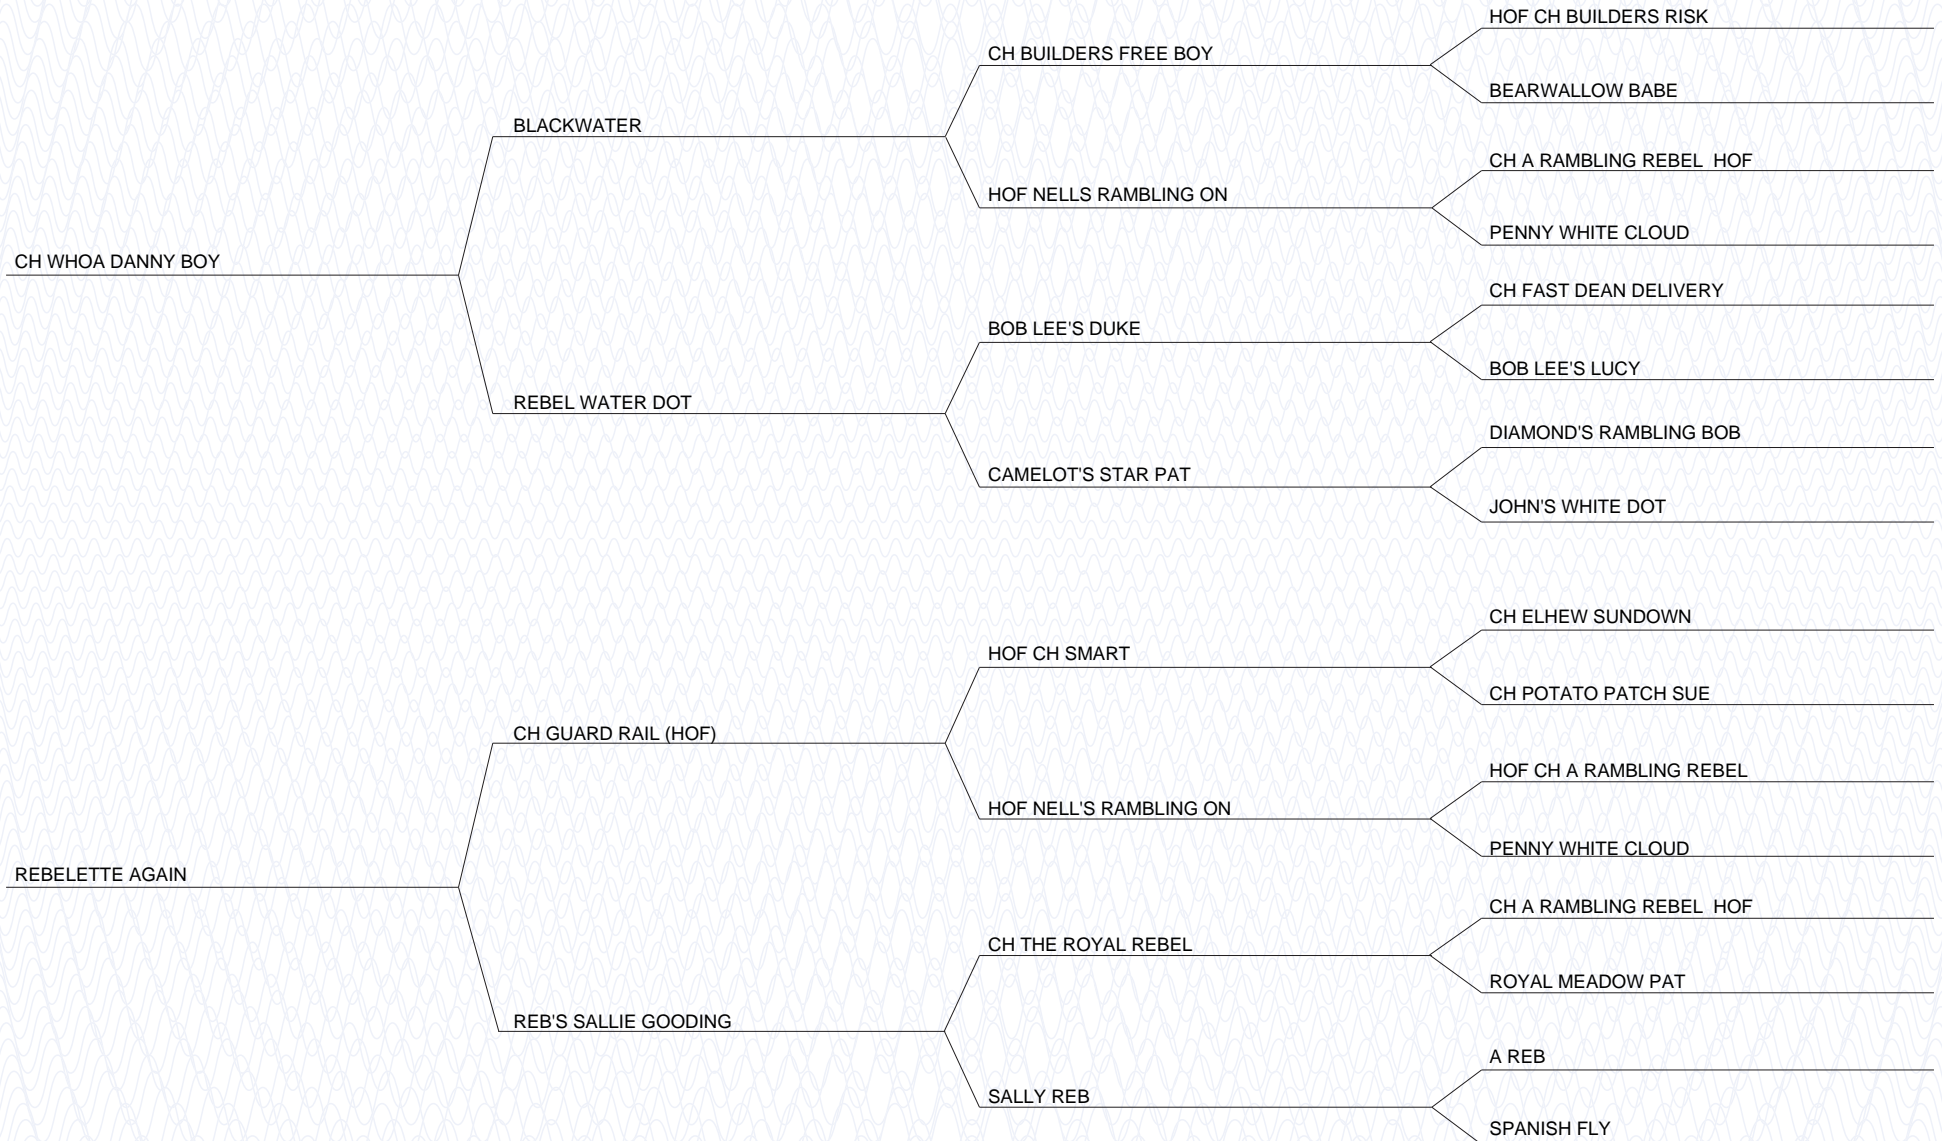 HOF CH BUILDERS RISK
CH BUILDERS FREE BOY
BEARWALLOW BABE
BLACKWATER
CH A RAMBLING REBEL  HOF
HOF NELLS RAMBLING ON
PENNY WHITE CLOUD
CH WHOA DANNY BOY
CH FAST DEAN DELIVERY
BOB LEE'S DUKE
BOB LEE'S LUCY
REBEL WATER DOT
DIAMOND'S RAMBLING BOB
CAMELOT'S STAR PAT
JOHN'S WHITE DOT
CH ELHEW SUNDOWN
HOF CH SMART
CH POTATO PATCH SUE
CH GUARD RAIL (HOF)
HOF CH A RAMBLING REBEL
HOF NELL'S RAMBLING ON
PENNY WHITE CLOUD
REBELETTE AGAIN
CH A RAMBLING REBEL  HOF
CH THE ROYAL REBEL
ROYAL MEADOW PAT
REB'S SALLIE GOODING
A REB
SALLY REB
SPANISH FLY